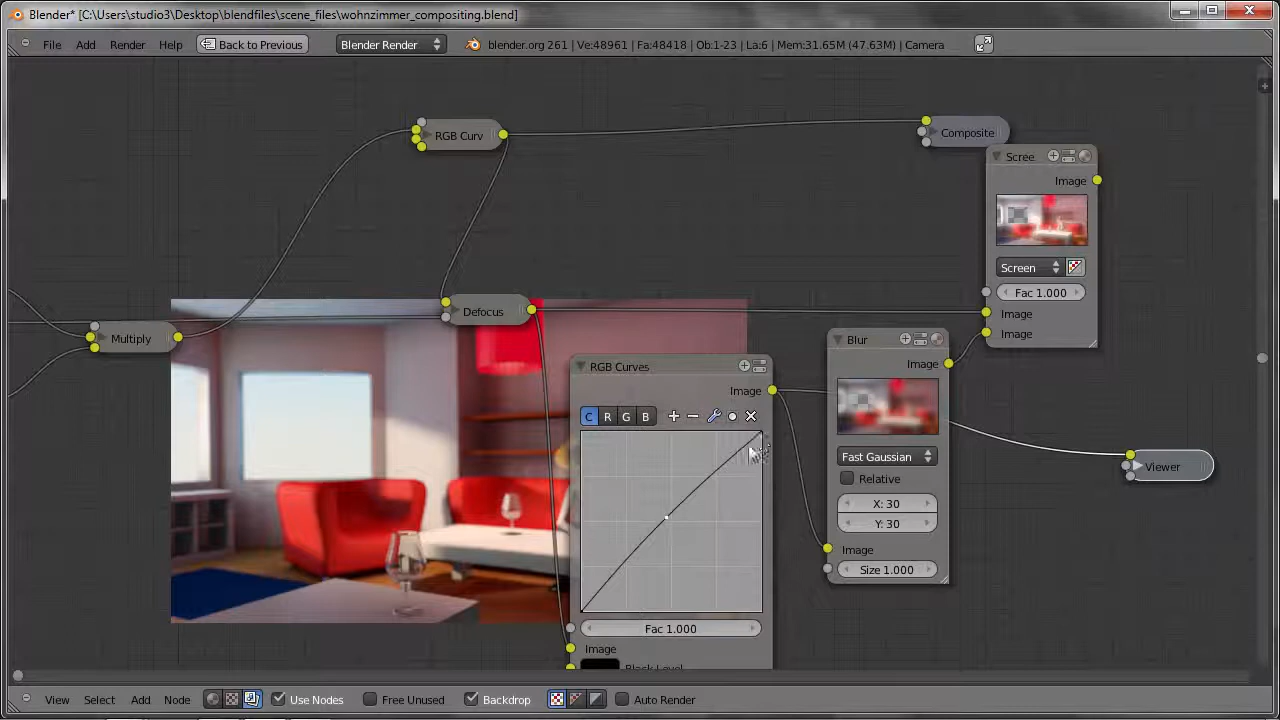 Blender* [C:\Users\studio3\Desktop\blendfiles\scene_files\wohnzimmer_compositing.blend]
File Add Render Help Back to Previous Blender Render blender.org 261 | Ve:48961 | Fa:48418 | Ob:1-23 | La:6 | Mem:31.65M (47.63M) | Camera
RGB Curv
Composite
Scree
Image
Screen
Fac 1.000
Image
Image
Defocus
Multiply
RGB Curves
Image
C R G B
Fac 1.000
Image
Black Level
Blur
Image
Fast Gaussian
Relative
X: 30
Y: 30
Image
Size 1.000
Viewer
View Select Add Node Use Nodes Free Unused Backdrop Auto Render